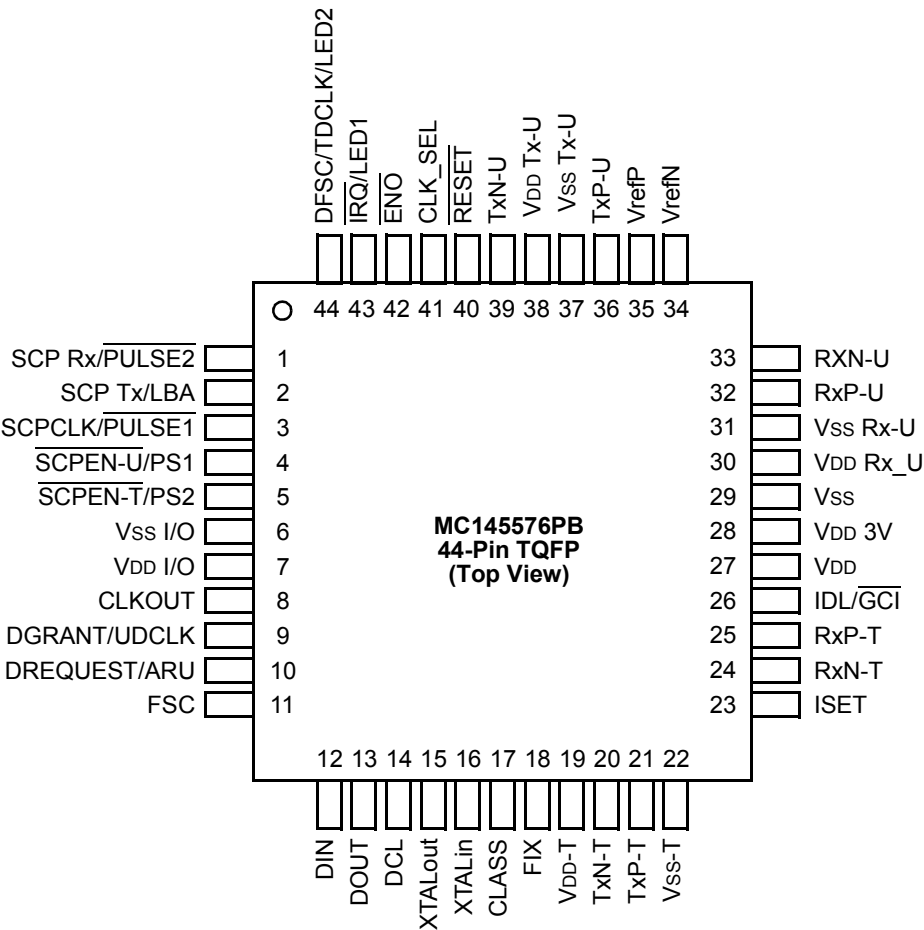 DFSC/TDCLK/LED2
IRQ/LED1
ENO
CLK_SEL
RESET
TxN-U
VDD Tx-U
VSS Tx-U
TxP-U
VrefP
VrefN
44 43 42 41 40 39 38 37 36 35 34
SCP Rx/PULSE2 1
SCP Tx/LBA 2
SCPCLK/PULSE1 3
SCPEN-U/PS1 4
SCPEN-T/PS2 5
VSS I/O 6
VDD I/O 7
CLKOUT 8
DGRANT/UDCLK 9
DREQUEST/ARU 10
FSC 11
MC145576PB
44-Pin TQFP
(Top View)
33 RXN-U
32 RxP-U
31 VSS Rx-U
30 VDD Rx_U
29 VSS
28 VDD 3V
27 VDD
26 IDL/GCI
25 RxP-T
24 RxN-T
23 ISET
12 13 14 15 16 17 18 19 20 21 22
DIN
DOUT
DCL
XTALout
XTALin
CLASS
FIX
VDD-T
TxN-T
TxP-T
VSS-T